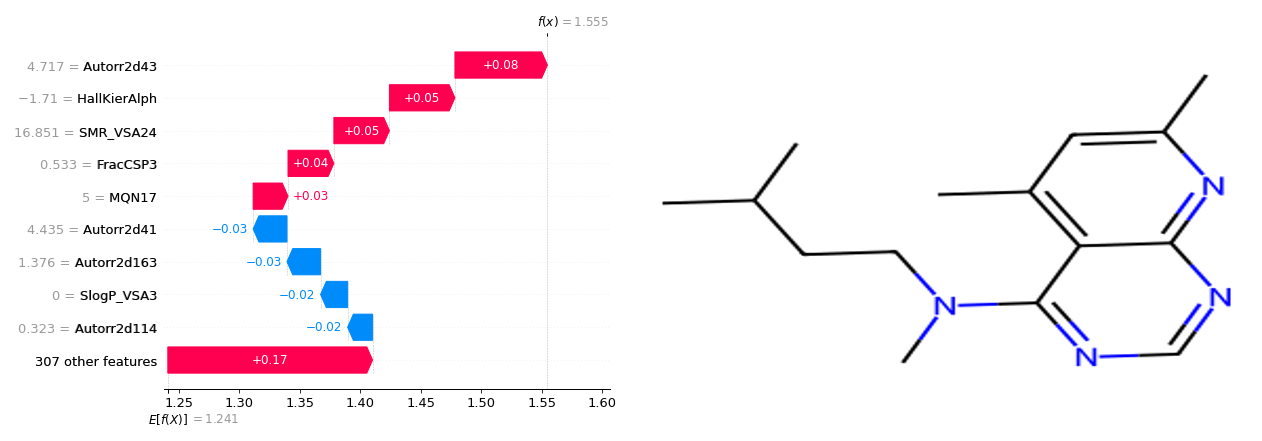 f(x) = 1.555
4.717 = Autorr2d43 +0.08
−1.71 = HallKierAlph +0.05
16.851 = SMR_VSA24 +0.05
0.533 = FracCSP3 +0.04
5 = MQN17 +0.03
4.435 = Autorr2d41 −0.03
1.376 = Autorr2d163 −0.03
0 = SlogP_VSA3 −0.02
0.323 = Autorr2d114 −0.02
307 other features +0.17
1.25 1.30 1.35 1.40 1.45 1.50 1.55 1.60
E[f(X)] = 1.241
N
N
N
N